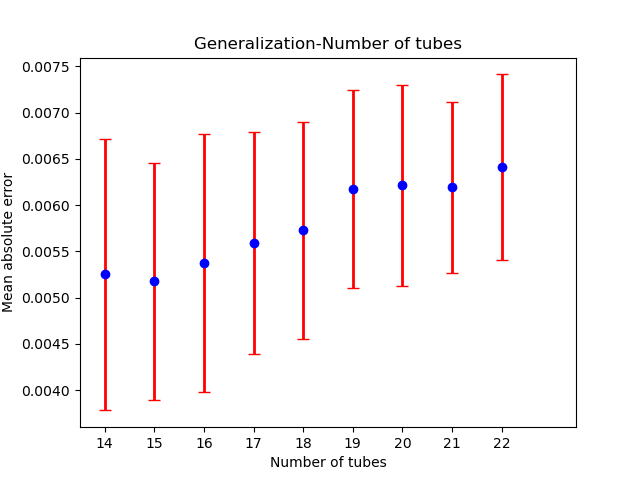 Generalization-Number of tubes
Mean absolute error
0.0075
0.0070
0.0065
0.0060
0.0055
0.0050
0.0045
0.0040
14 15 16 17 18 19 20 21 22
Number of tubes